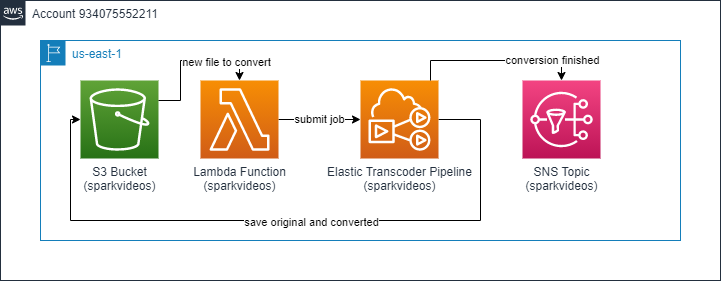 aws
Account 934075552211
us-east-1
new file to convert
conversion finished
submit job
S3 Bucket
(sparkvideos)
Lambda Function
(sparkvideos)
Elastic Transcoder Pipeline
(sparkvideos)
SNS Topic
(sparkvideos)
save original and converted